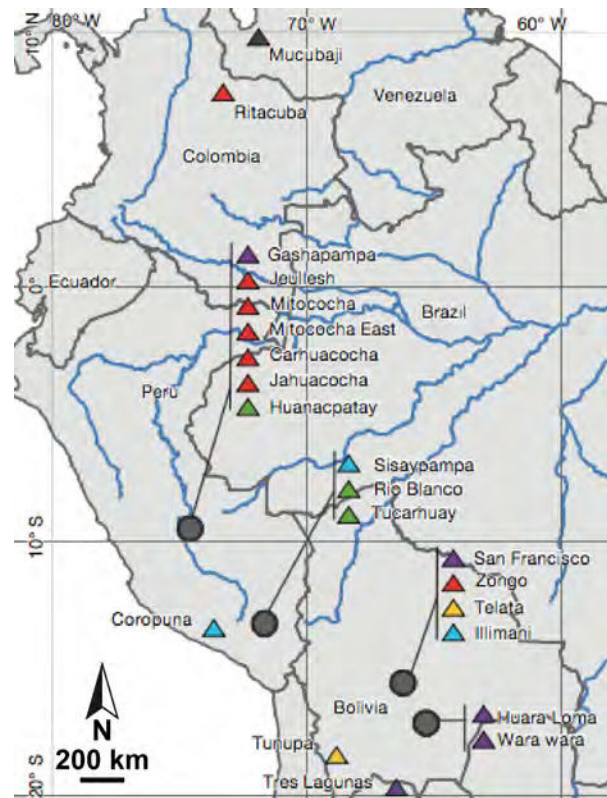 80° W 70° W 60° W
10° N
Mucubaji
Venezuela
Ritacuba
Colombia
Gashapampa
Ecuador
Jeullesh
0°
Mitococha
Brazil
Mitococha East
Carhuacocha
Perú
Jahuacocha
Huanacpatay
Sisaypampa
Rio Blanco
Tucarhuay
10° S
San Francisco
Zongo
Telata
Coropuna
Illimani
N
Bolivia
Huara Loma
Wara wara
Tunupa
200 km
Tres Lagunas
20° S